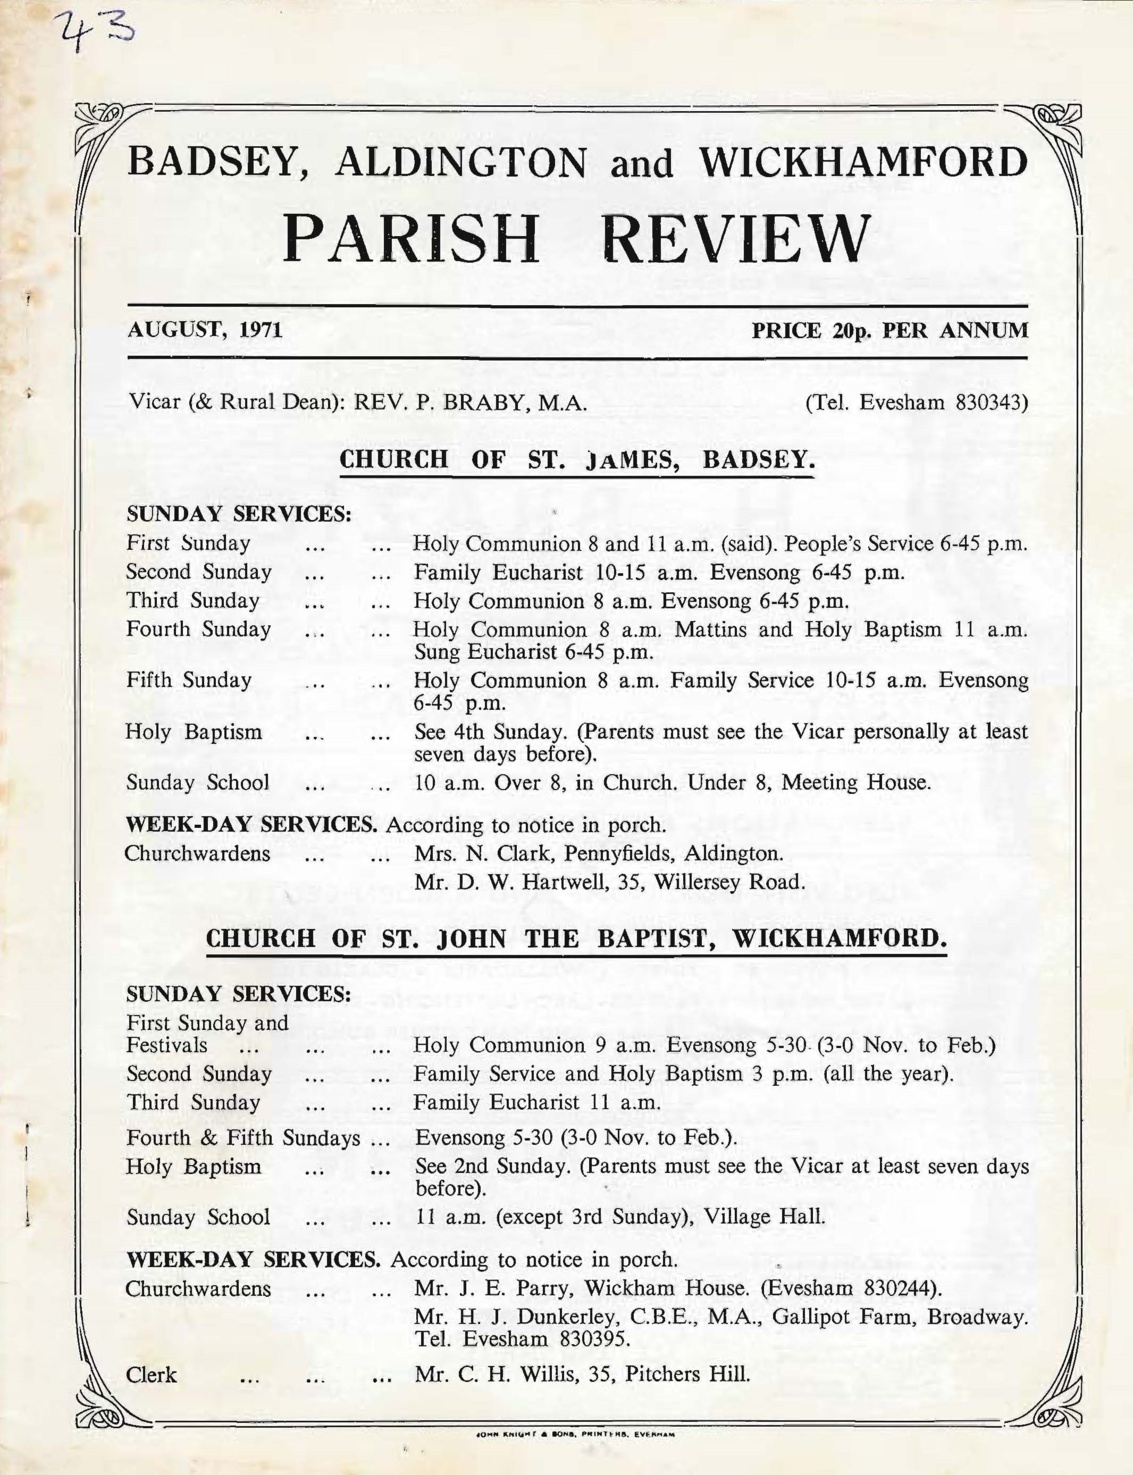 43
BADSEY, ALDINGTON and WICKHAMFORD
PARISH REVIEW
AUGUST, 1971 PRICE 20p. PER ANNUM
Vicar (& Rural Dean): REV. P. BRABY, M.A. (Tel. Evesham 830343)
CHURCH OF ST. JAMES, BADSEY.
SUNDAY SERVICES:
First Sunday ... ... Holy Communion 8 and 11 a.m. (said). People's Service 6-45 p.m.
Second Sunday ... ... Family Eucharist 10-15 a.m. Evensong 6-45 p.m.
Third Sunday ... ... Holy Communion 8 a.m. Evensong 6-45 p.m.
Fourth Sunday ... ... Holy Communion 8 a.m. Mattins and Holy Baptism 11 a.m.
Sung Eucharist 6-45 p.m.
Fifth Sunday ... ... Holy Communion 8 a.m. Family Service 10-15 a.m. Evensong
6-45 p.m.
Holy Baptism ... ... See 4th Sunday. (Parents must see the Vicar personally at least
seven days before).
Sunday School ... ... 10 a.m. Over 8, in Church. Under 8, Meeting House.
WEEK-DAY SERVICES. According to notice in porch.
Churchwardens ... ... Mrs. N. Clark, Pennyfields, Aldington.
Mr. D. W. Hartwell, 35, Willersey Road.
CHURCH OF ST. JOHN THE BAPTIST, WICKHAMFORD.
SUNDAY SERVICES:
First Sunday and
Festivals ... ... ... Holy Communion 9 a.m. Evensong 5-30 (3-0 Nov. to Feb.)
Second Sunday ... ... Family Service and Holy Baptism 3 p.m. (all the year).
Third Sunday ... ... Family Eucharist 11 a.m.
Fourth & Fifth Sundays ... Evensong 5-30 (3-0 Nov. to Feb.).
Holy Baptism ... ... See 2nd Sunday. (Parents must see the Vicar at least seven days
before).
Sunday School ... ... 11 a.m. (except 3rd Sunday), Village Hall.
WEEK-DAY SERVICES. According to notice in porch.
Churchwardens ... ... Mr. J. E. Parry, Wickham House. (Evesham 830244).
Mr. H. J. Dunkerley, C.B.E., M.A., Gallipot Farm, Broadway.
Tel. Evesham 830395.
Clerk ... ... ... Mr. C. H. Willis, 35, Pitchers Hill.
JOHN KNIGHT & SONS, PRINTERS, EVESHAM